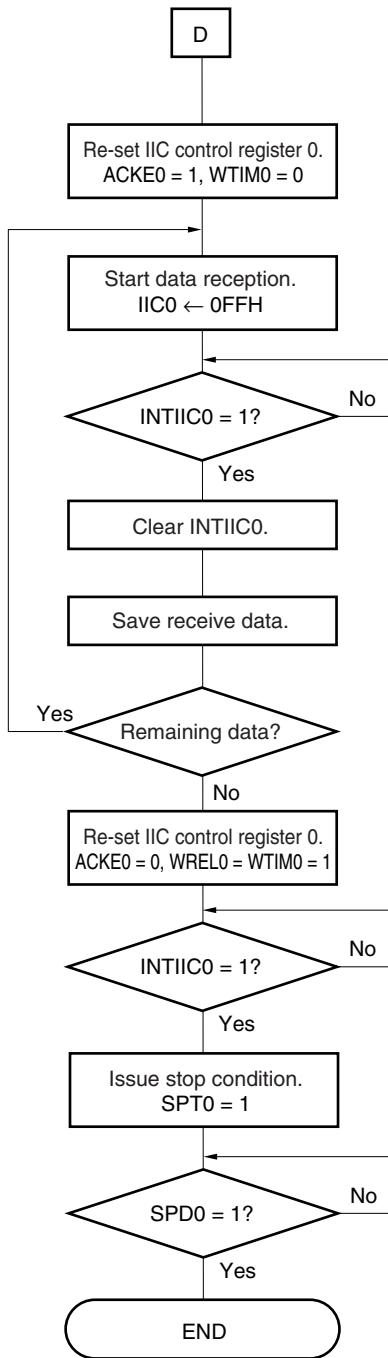 D
Re-set IIC control register 0.
ACKE0 = 1, WTIM0 = 0
Start data reception.
IIC0 ← 0FFH
INTIIC0 = 1?
No
Yes
Clear INTIIC0.
Save receive data.
Yes
Remaining data?
No
Re-set IIC control register 0.
ACKE0 = 0, WREL0 = WTIM0 = 1
INTIIC0 = 1?
No
Yes
Issue stop condition.
SPT0 = 1
SPD0 = 1?
No
Yes
END